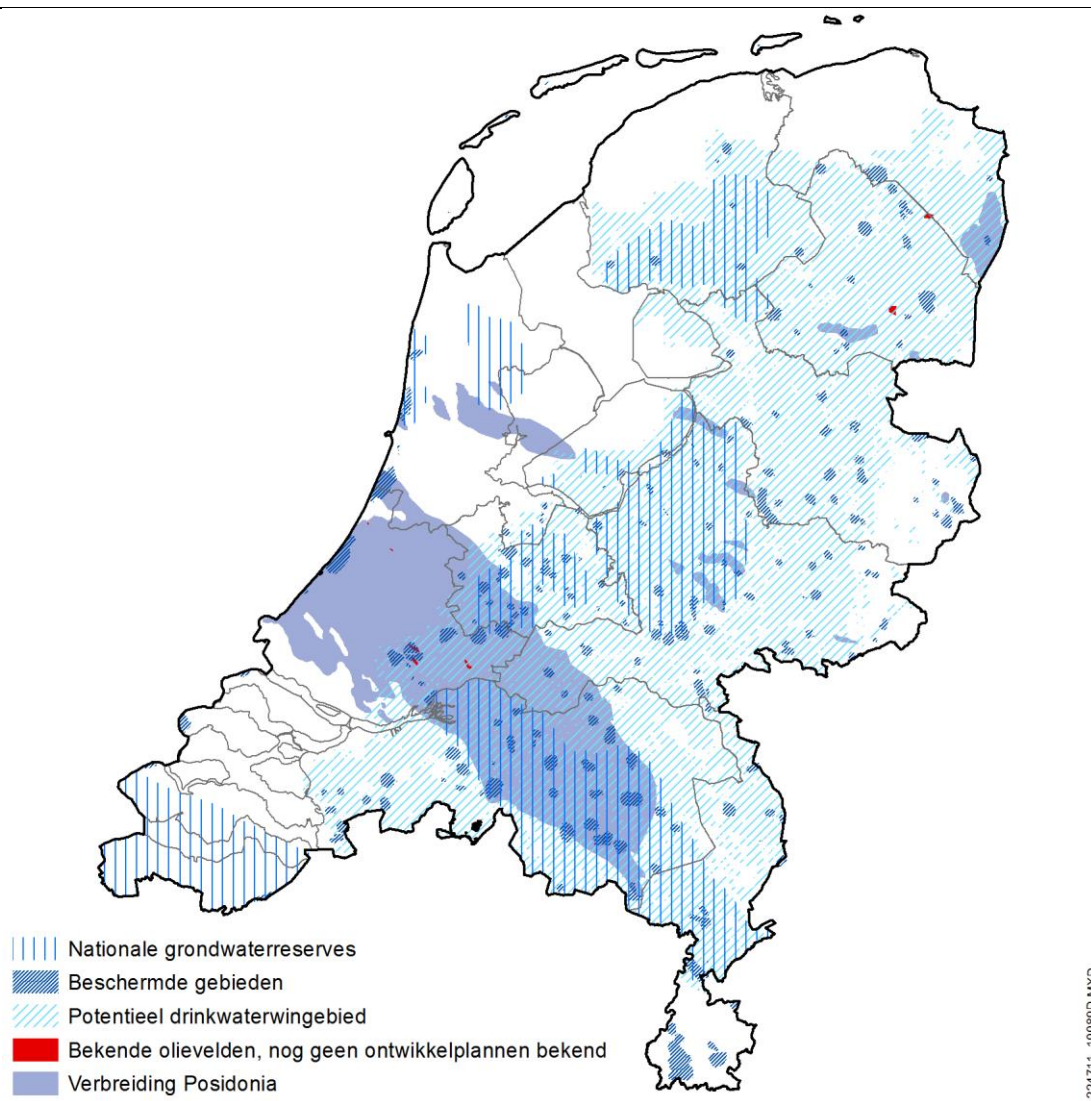 Nationale grondwaterreserves
Beschermde gebieden
Potentieel drinkwaterwingebied
Bekende olievelden, nog geen ontwikkelplannen bekend
Verbreiding Posidonia